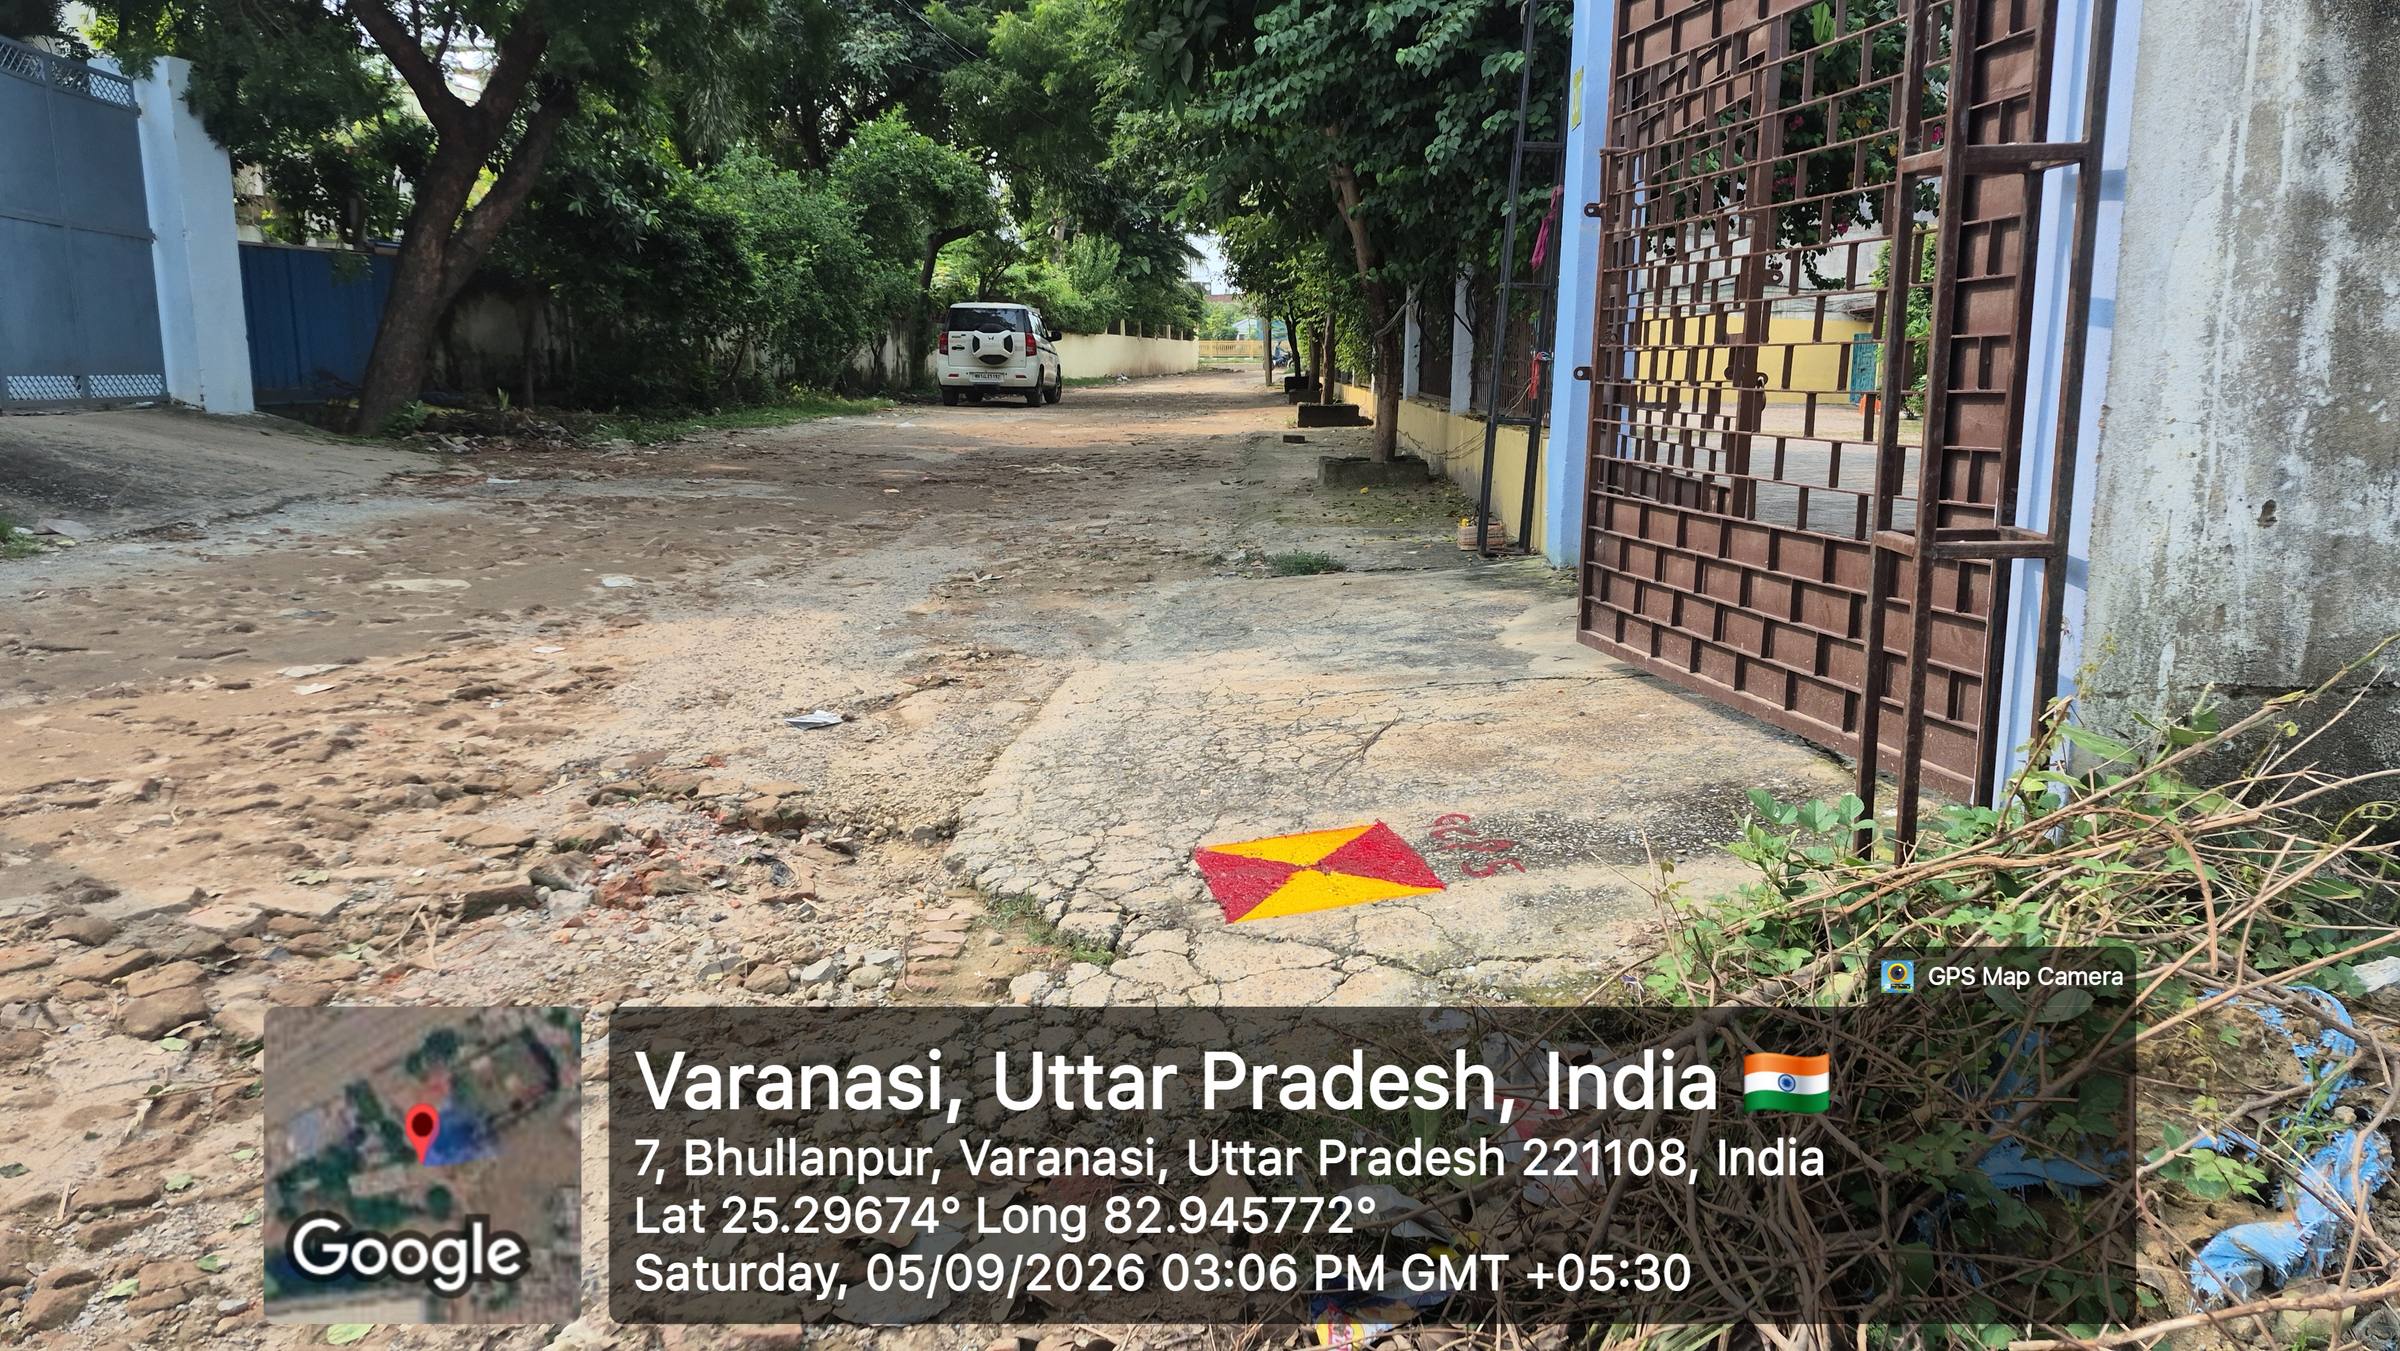 GPS Map Camera
Varanasi, Uttar Pradesh, India 🇮🇳
7, Bhullanpur, Varanasi, Uttar Pradesh 221108, India
Lat 25.29674° Long 82.945772°
Saturday, 05/09/2026 03:06 PM GMT +05:30
Google